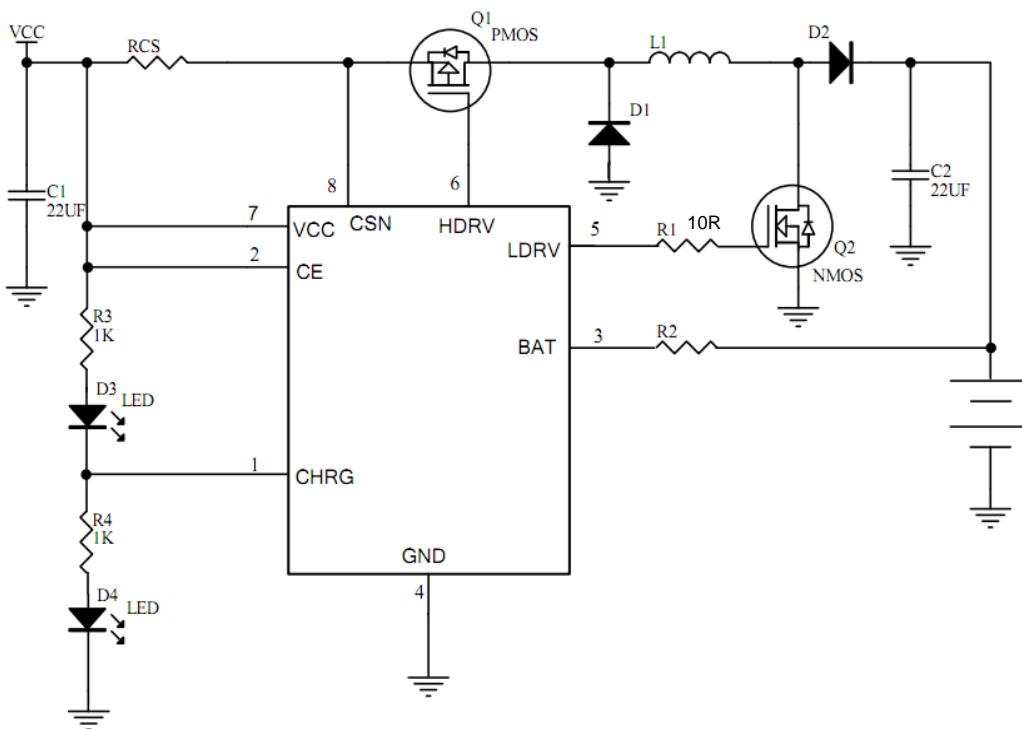 VCC
RCS
Q1
PMOS
L1
D2
D1
C1
22UF
C2
22UF
8
6
7
VCC
CSN
HDRV
5
R1
10R
LDRV
Q2
NMOS
2
CE
R3
1K
BAT
3
R2
D3
LED
1
CHRG
R4
1K
GND
4
D4
LED